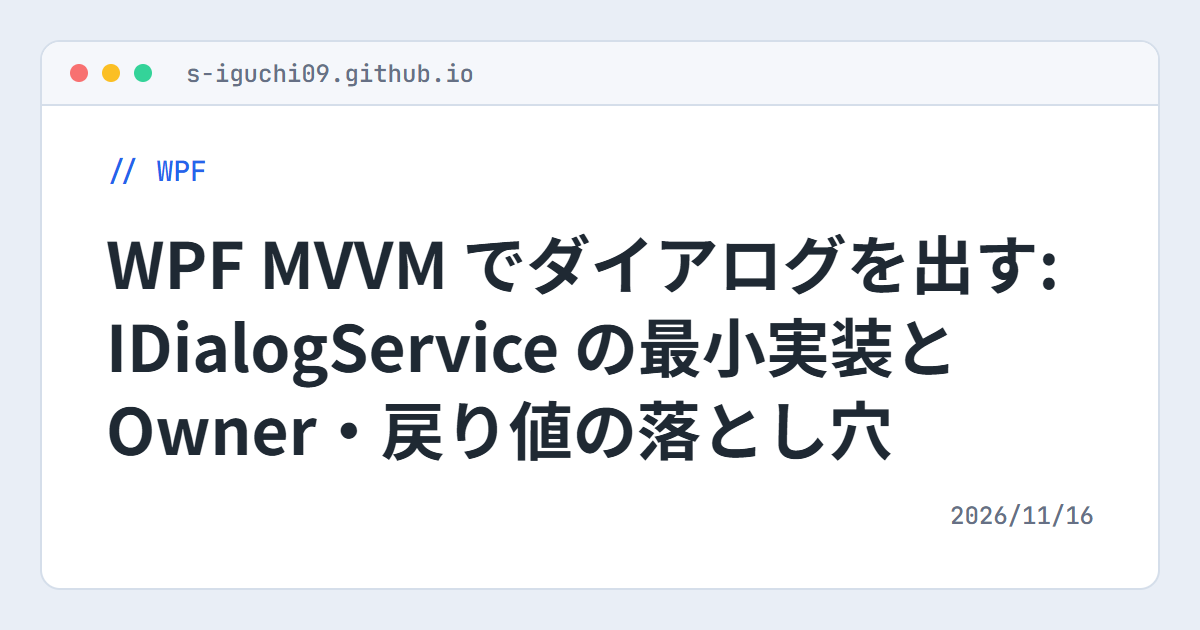 s-iguchi09.github.io
// WPF
WPF MVVM でダイアログを出す:
IDialogService の最小実装と
Owner・戻り値の落とし穴
2026/11/16